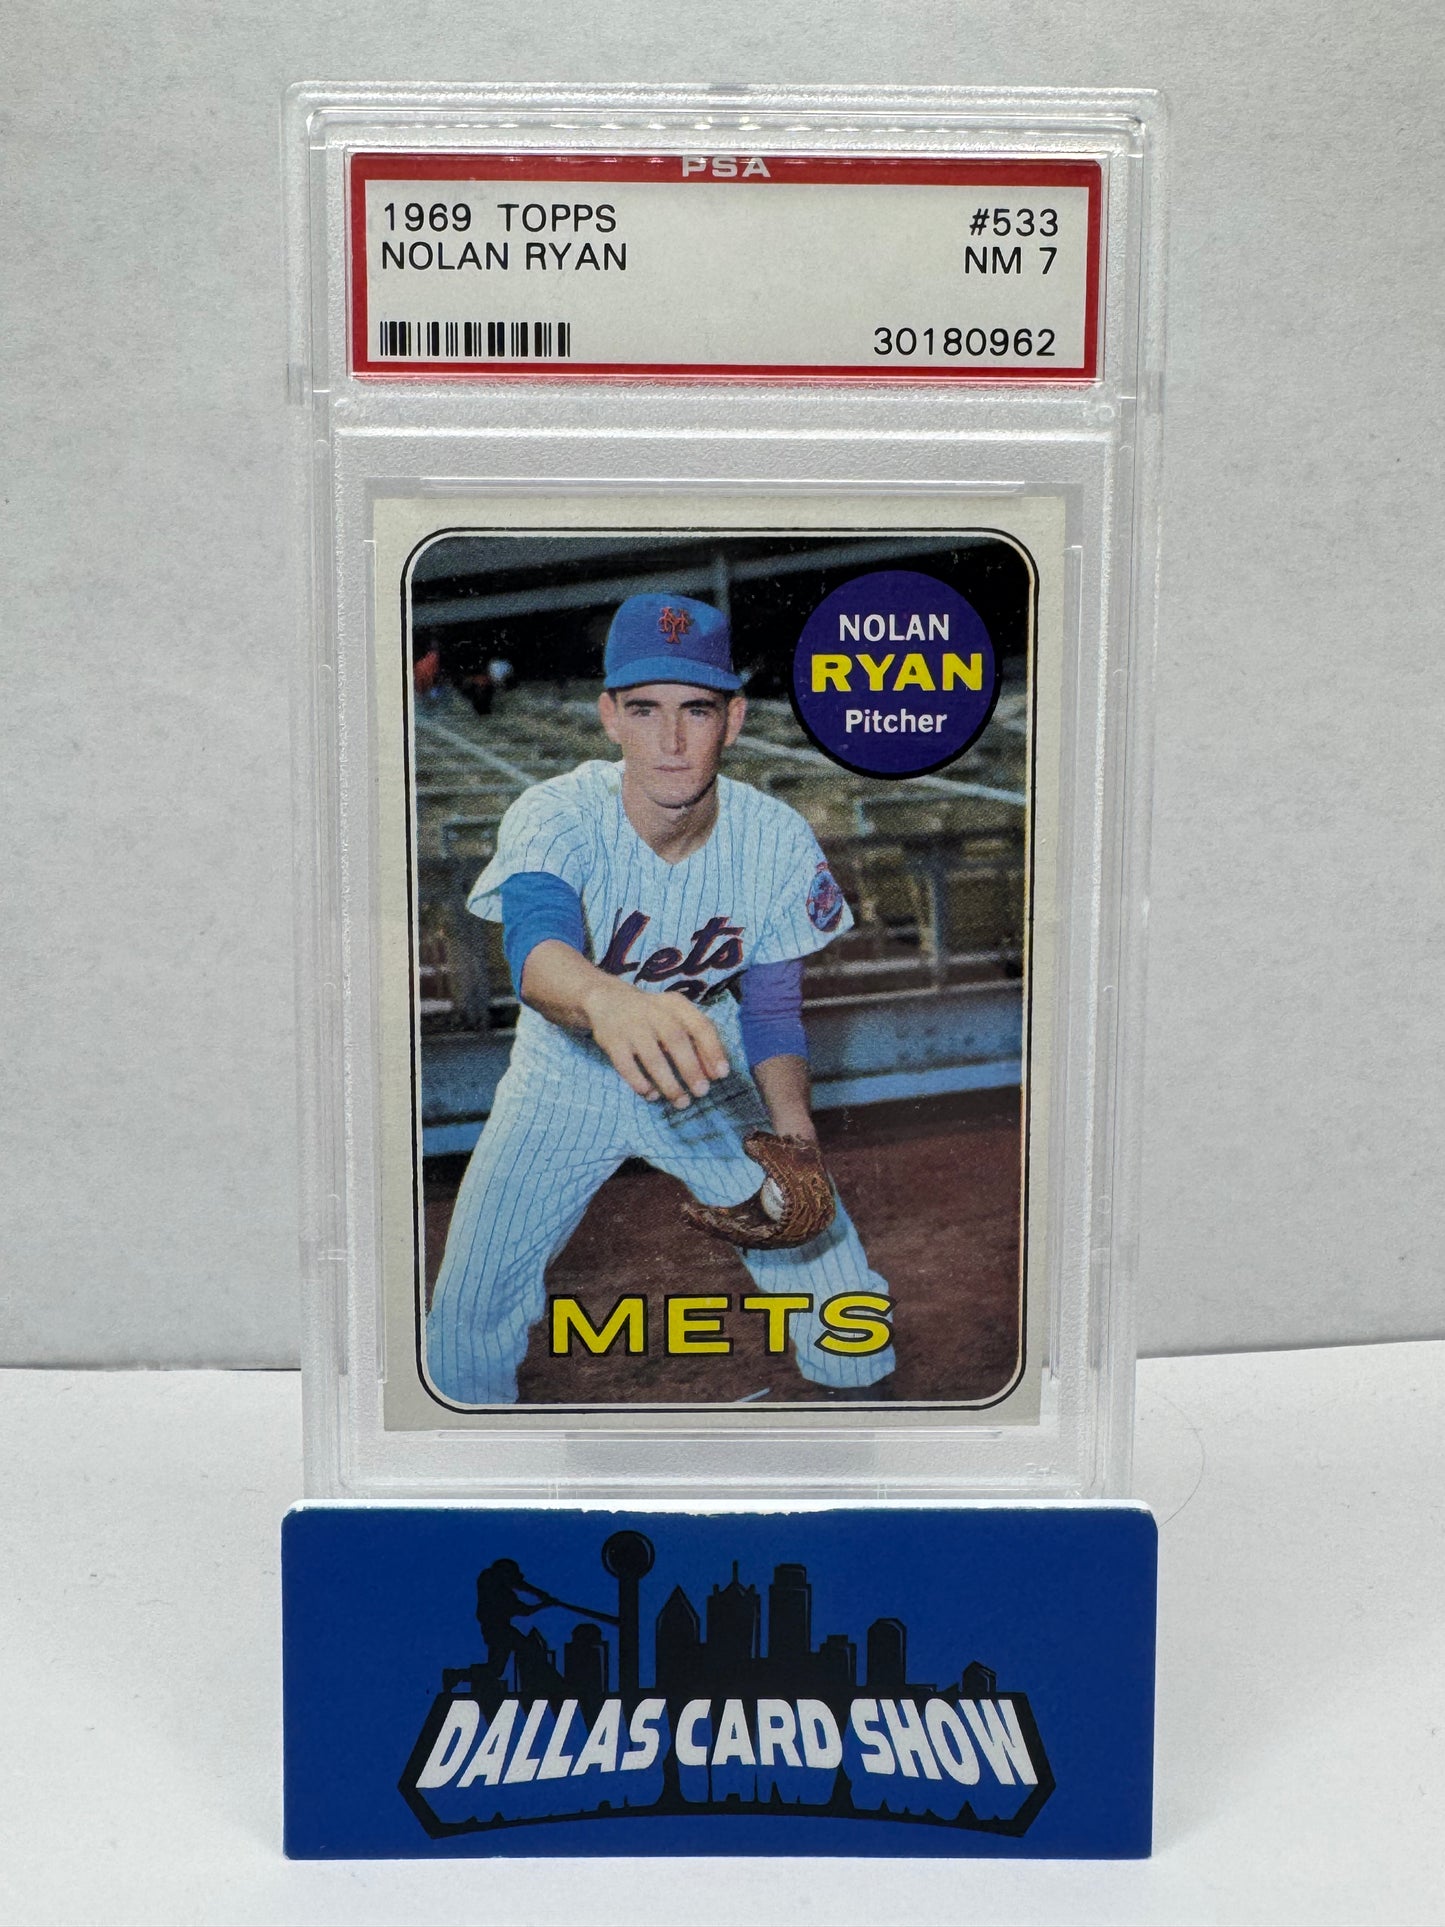 PSA
1969 TOPPS #533
NOLAN RYAN NM 7
30180962
NOLAN
RYAN
Pitcher
Mets
METS
DALLAS CARD SHOW